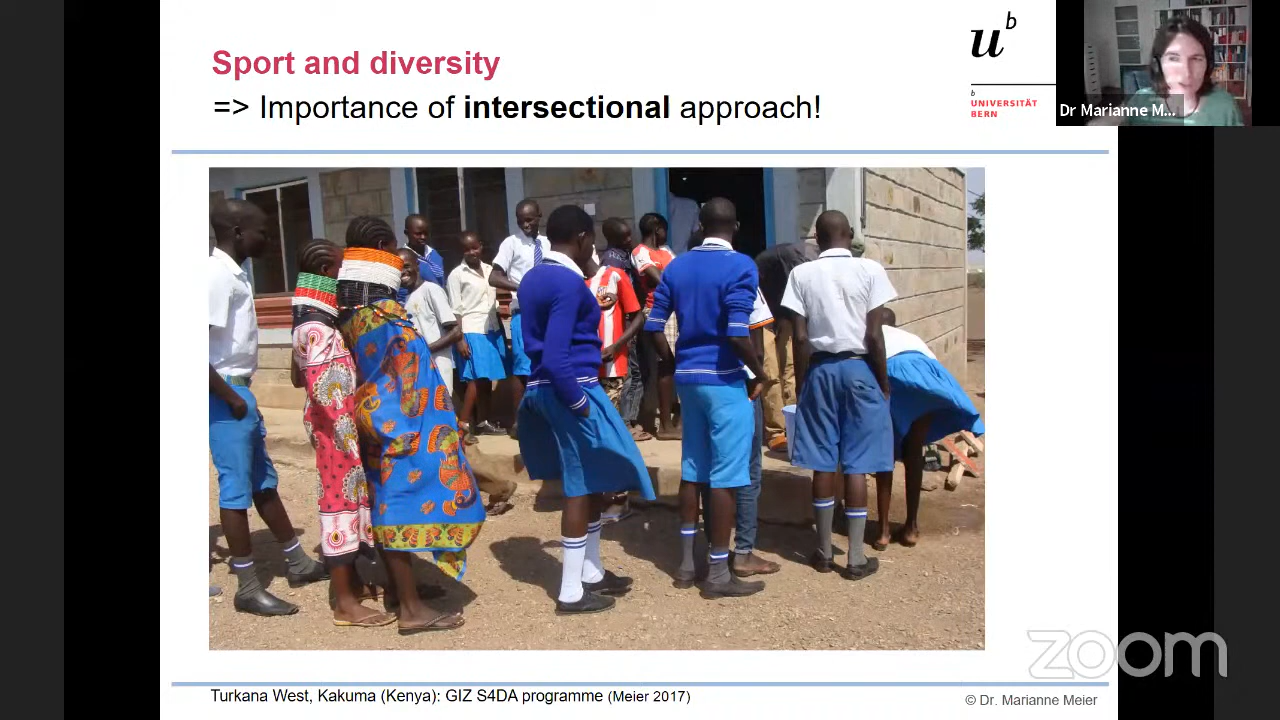 Sport and diversity
=> Importance of intersectional approach!
u b
b
UNIVERSITÄT
BERN
Dr Marianne M...
zoom
Turkana West, Kakuma (Kenya): GIZ S4DA programme (Meier 2017)
© Dr. Marianne Meier